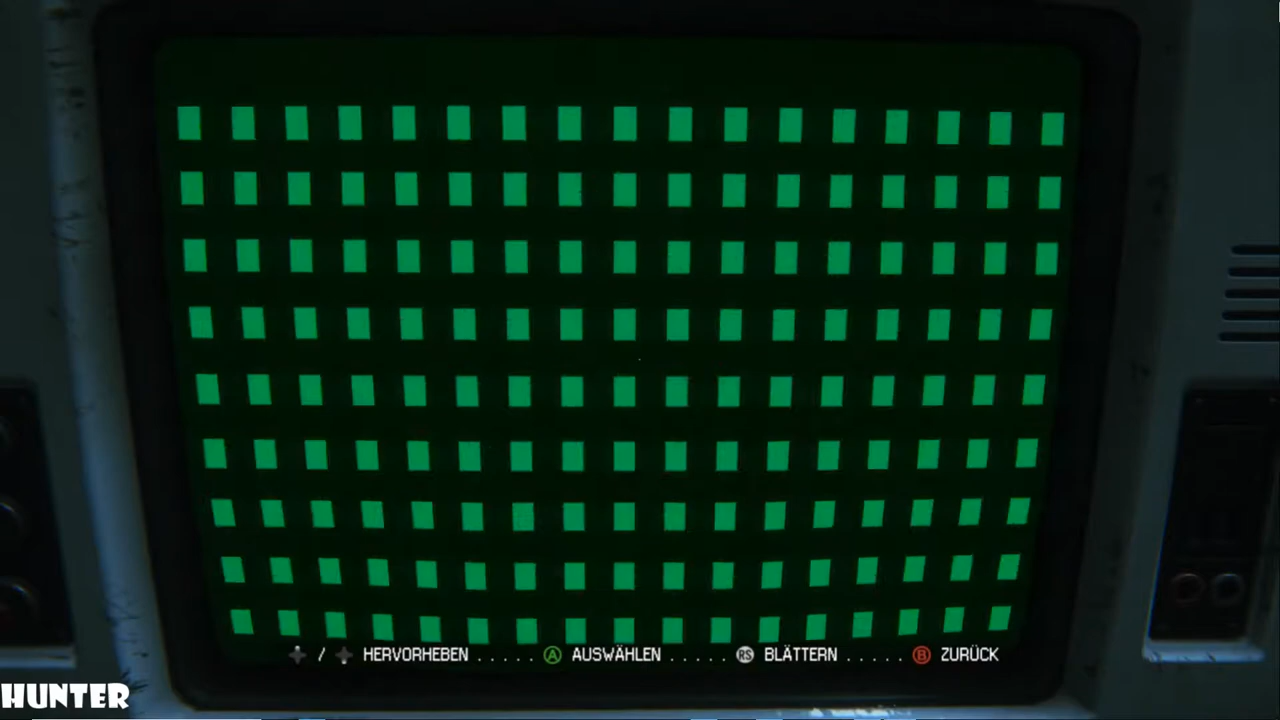 / HERVORHEBEN ..... A AUSWÄHLEN ..... RS BLÄTTERN ..... B ZURÜCK
HUNTER